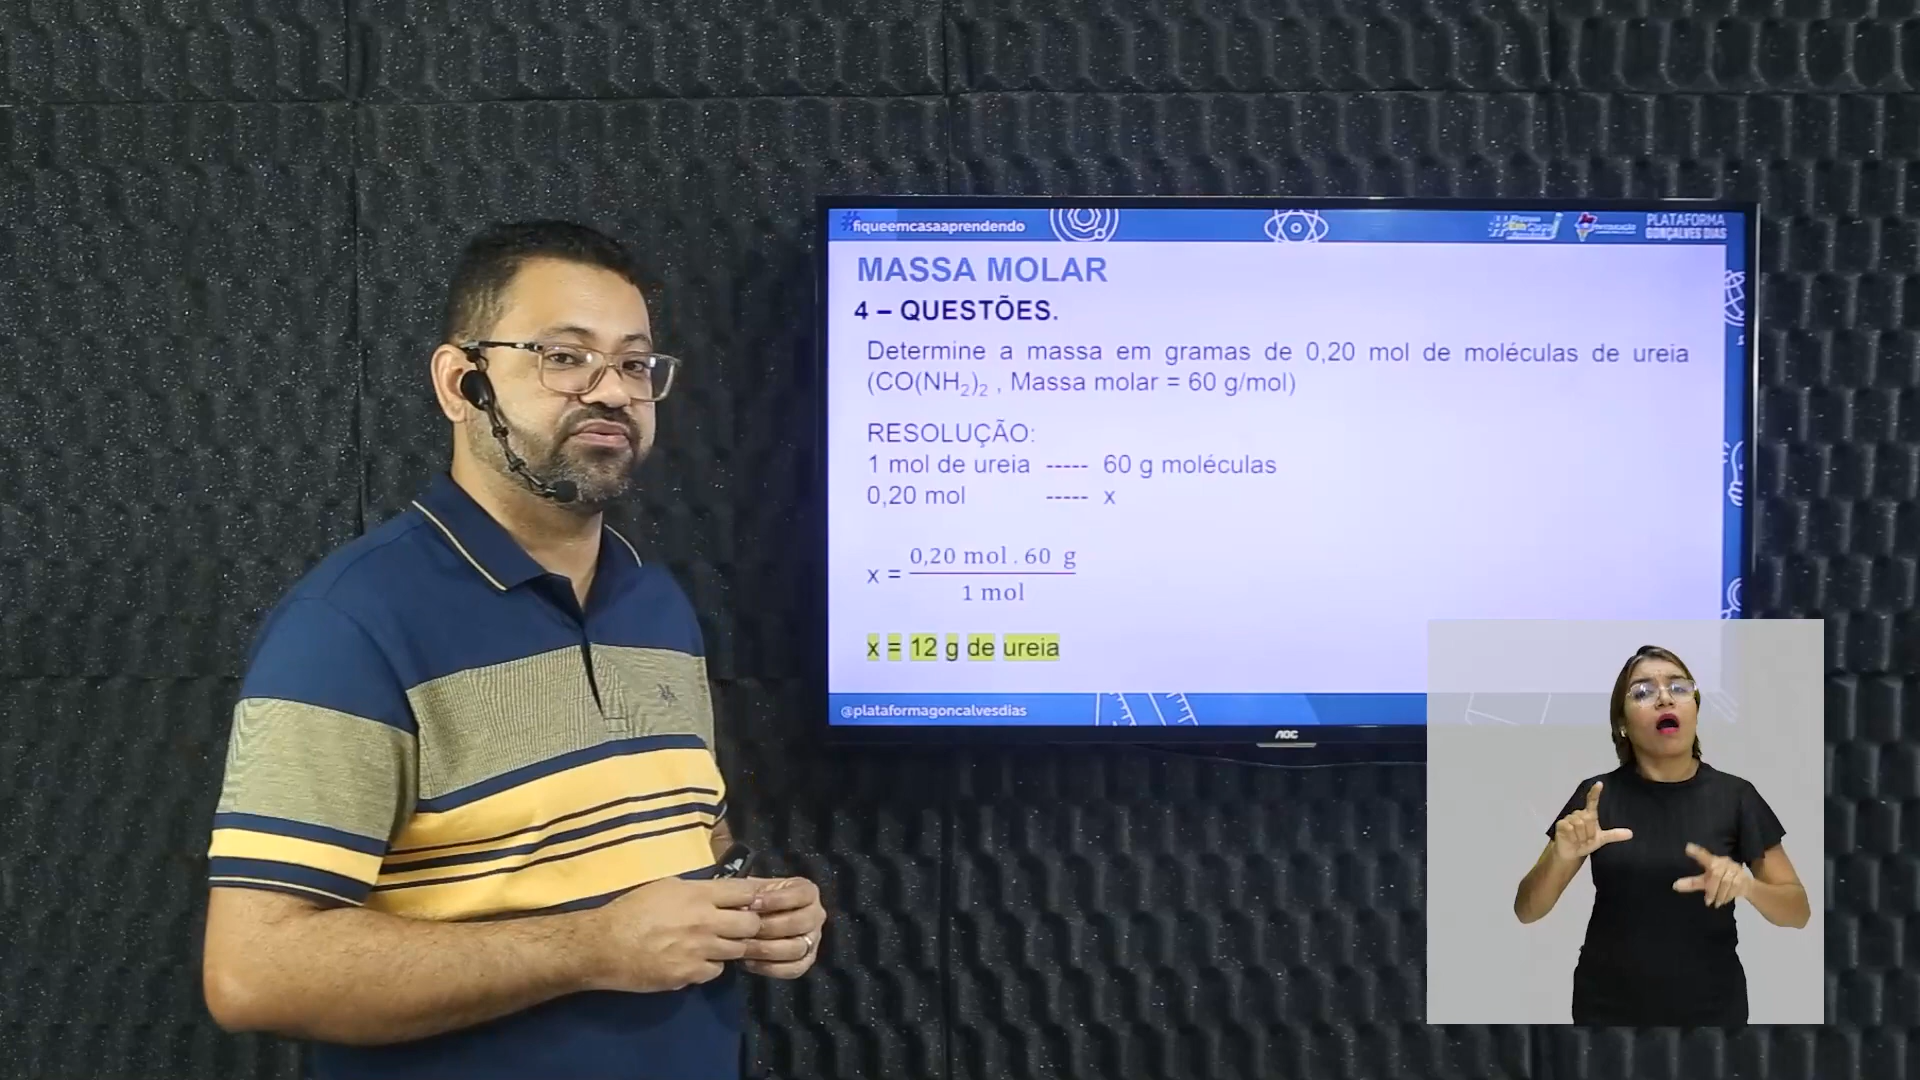 #fiqueemcasaaprendendo
PLATAFORMA
GONÇALVES DIAS
MASSA MOLAR
4 – QUESTÕES.
Determine a massa em gramas de 0,20 mol de moléculas de ureia
(CO(NH₂)₂ , Massa molar = 60 g/mol)
RESOLUÇÃO:
1 mol de ureia ----- 60 g moléculas
0,20 mol ----- x
x = 0,20 mol . 60 g
1 mol
x = 12 g de ureia
@plataformagoncalvesdias
AOC